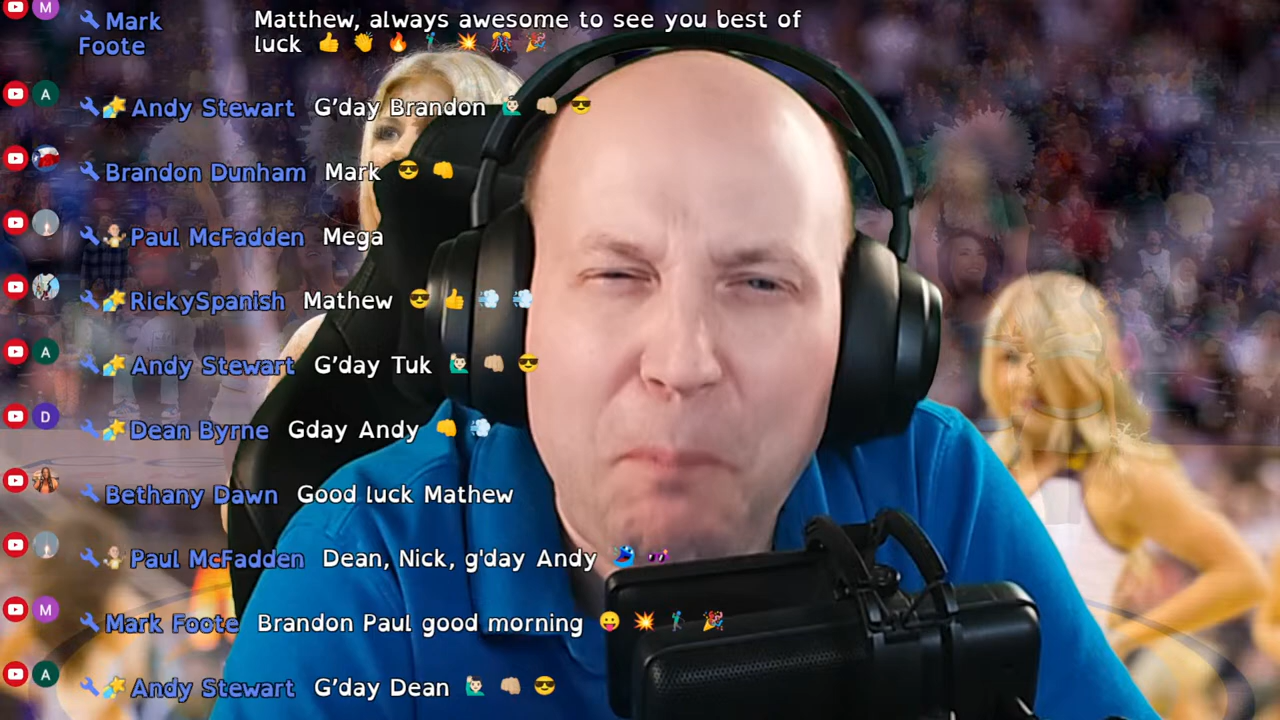 M Mark Matthew, always awesome to see you best of
Foote luck 👍 👏 🔥 🏌️ 💥 🎊 🎉
A Andy Stewart G'day Brandon 🙋🏻‍♂️ 👊🏼 😎
Brandon Dunham Mark 😎 👊
Paul McFadden Mega
RickySpanish Mathew 😎 👍 💨 💨
A Andy Stewart G'day Tuk 🙋🏻‍♂️ 👊🏼 😎
D Dean Byrne Gday Andy 👊 💨
Bethany Dawn Good luck Mathew
Paul McFadden Dean, Nick, g'day Andy
M Mark Foote Brandon Paul good morning 😛 💥 🏌️ 🎉
A Andy Stewart G'day Dean 🙋🏻‍♂️ 👊🏼 😎